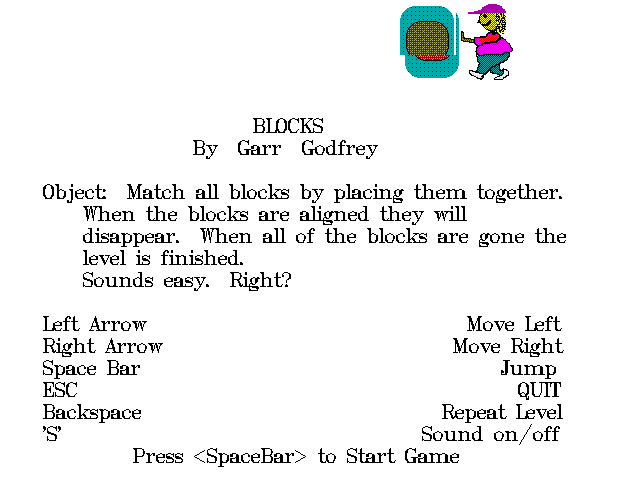 BLOCKS
By Garr Godfrey
Object: Match all blocks by placing them together.
When the blocks are aligned they will
disappear. When all of the blocks are gone the
level is finished.
Sounds easy. Right?
Left Arrow Move Left
Right Arrow Move Right
Space Bar Jump
ESC QUIT
Backspace Repeat Level
'S' Sound on/off
Press <SpaceBar> to Start Game